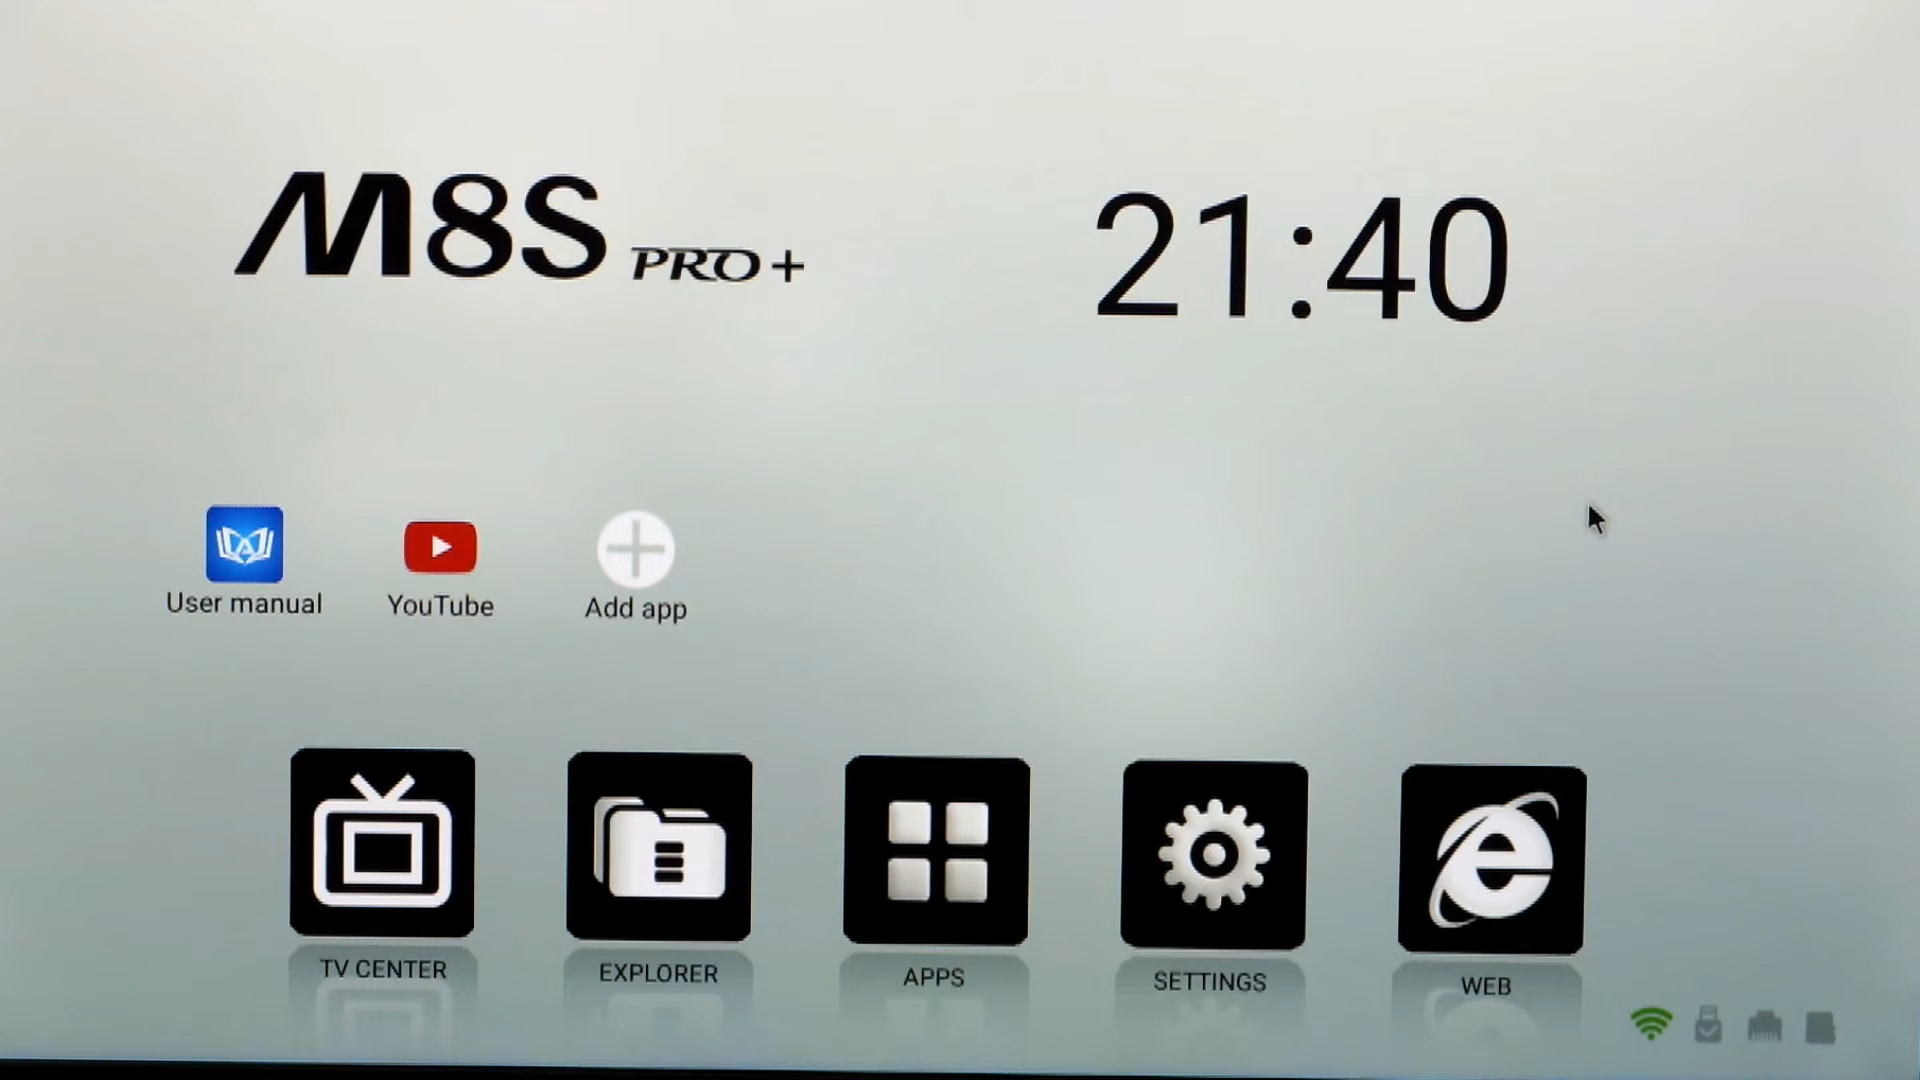 M8S PRO+
21:40
User manual
YouTube
Add app
TV CENTER
EXPLORER
APPS
SETTINGS
WEB